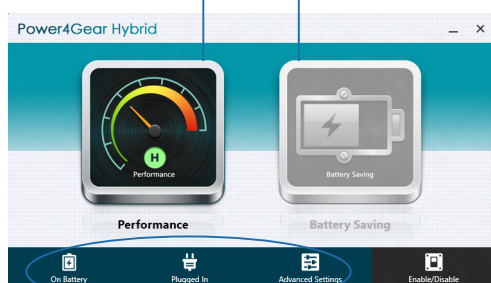 Power4Gear Hybrid
H
Performance
Battery Saving
Performance
Battery Saving
On Battery
Plugged In
Advanced Settings
Enable/Disable